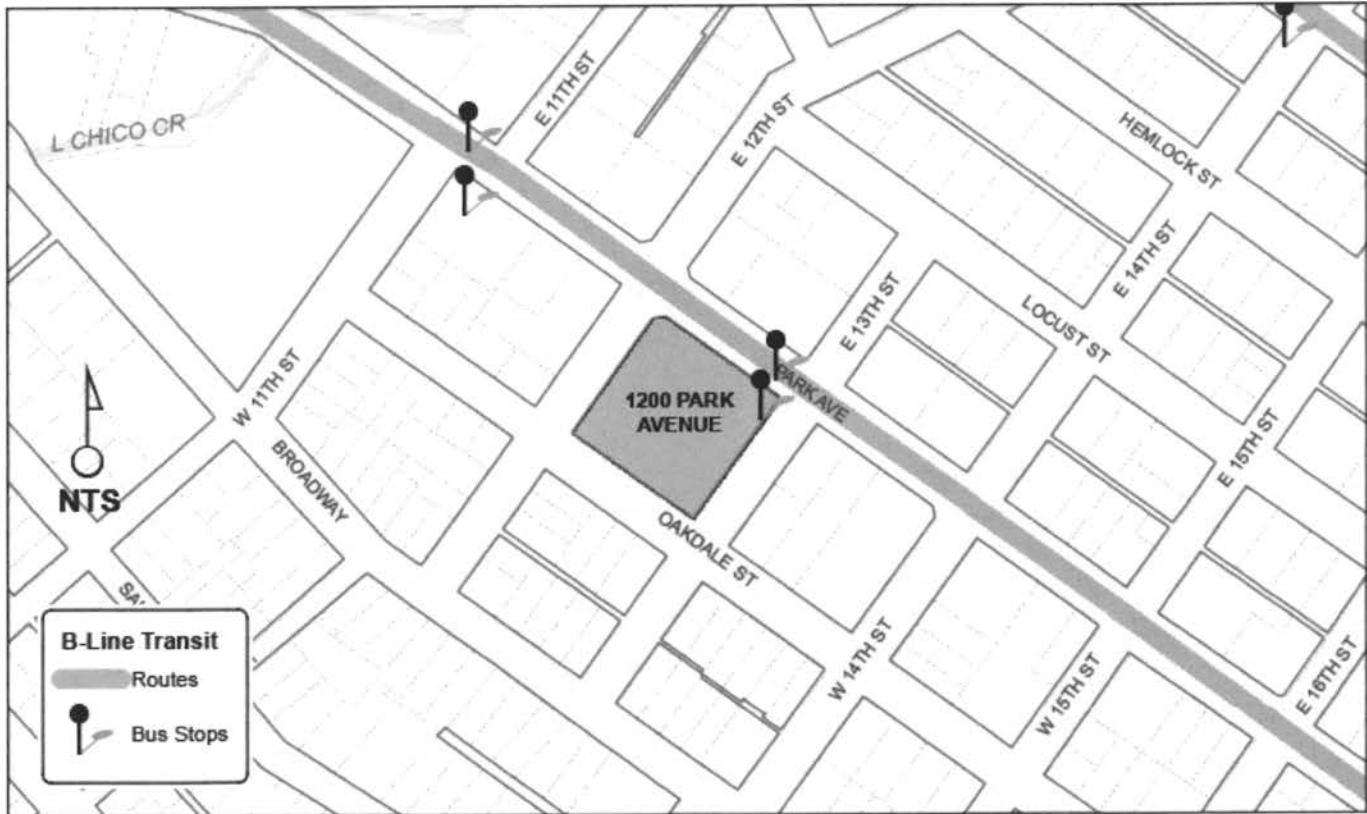 L CHICO CR
E 11TH ST
E 12TH ST
HEMLOCK ST
E 13TH ST
E 14TH ST
LOCUST ST
1200 PARK
AVENUE
PARK AVE
W 11TH ST
BROADWAY
E 15TH ST
NTS
OAKDALE ST
W 14TH ST
W 15TH ST
E 16TH ST
B-Line Transit
Routes
Bus Stops